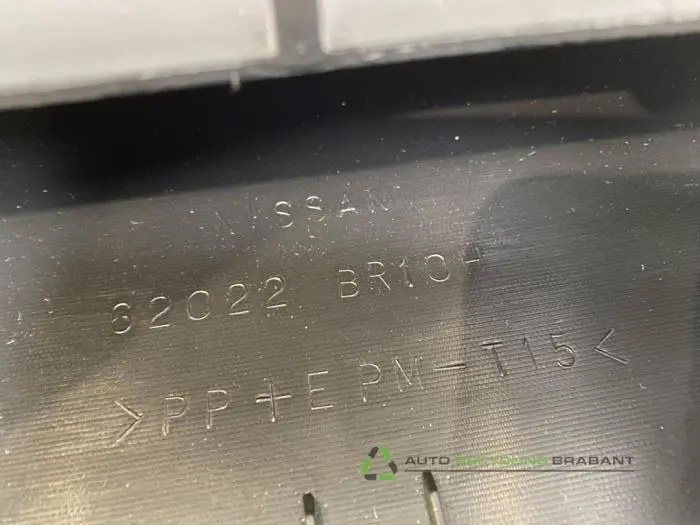 NISSAN
62022 BR10H
>PP+EPM-T15<
AUTO RECYCLING BRABANT